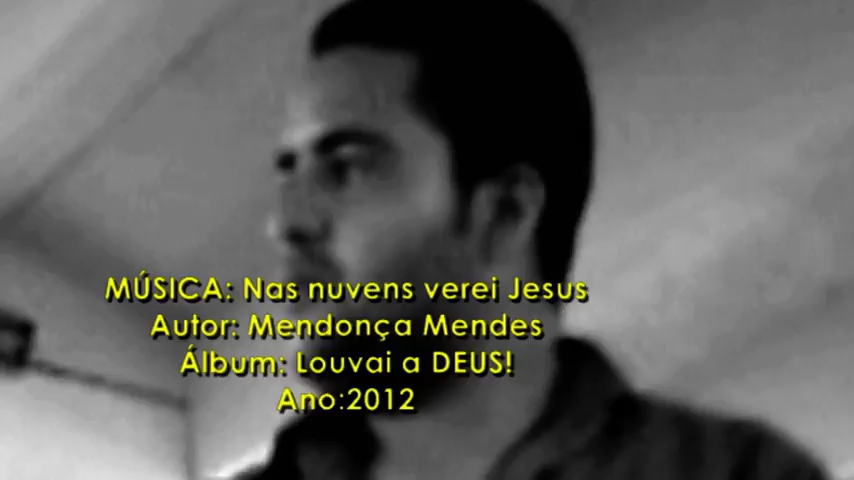 MÚSICA: Nas nuvens verei Jesus
Autor: Mendonça Mendes
Álbum: Louvai a DEUS!
Ano:2012